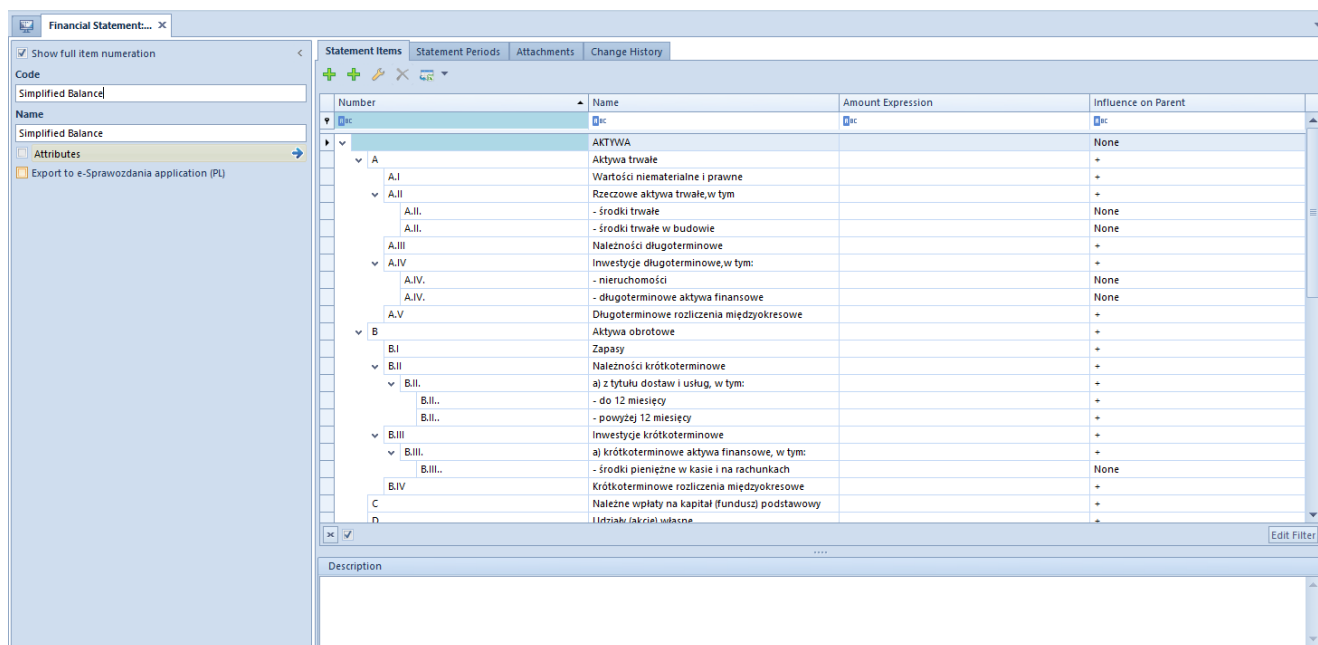 Financial Statement:...
Show full item numeration
Code
Simplified Balance
Name
Simplified Balance
Attributes
Export to e-Sprawozdania application (PL)
Statement Items Statement Periods Attachments Change History
Number Name Amount Expression Influence on Parent
AKTYWA None
A Aktywa trwałe +
A.I Wartości niematerialne i prawne +
A.II Rzeczowe aktywa trwałe,w tym +
A.II. - środki trwałe None
A.II. - środki trwałe w budowie None
A.III Należności długoterminowe +
A.IV Inwestycje długoterminowe,w tym: +
A.IV. - nieruchomości None
A.IV. - długoterminowe aktywa finansowe None
A.V Długoterminowe rozliczenia międzyokresowe +
B Aktywa obrotowe +
B.I Zapasy +
B.II Należności krótkoterminowe +
B.II. a) z tytułu dostaw i usług, w tym: +
B.II.. - do 12 miesięcy +
B.II.. - powyżej 12 miesięcy +
B.III Inwestycje krótkoterminowe +
B.III. a) krótkoterminowe aktywa finansowe, w tym: +
B.III.. - środki pieniężne w kasie i na rachunkach None
B.IV Krótkoterminowe rozliczenia międzyokresowe +
C Należne wpłaty na kapitał (fundusz) podstawowy +
D Udziały (akcje) własne +
Edit Filter
Description